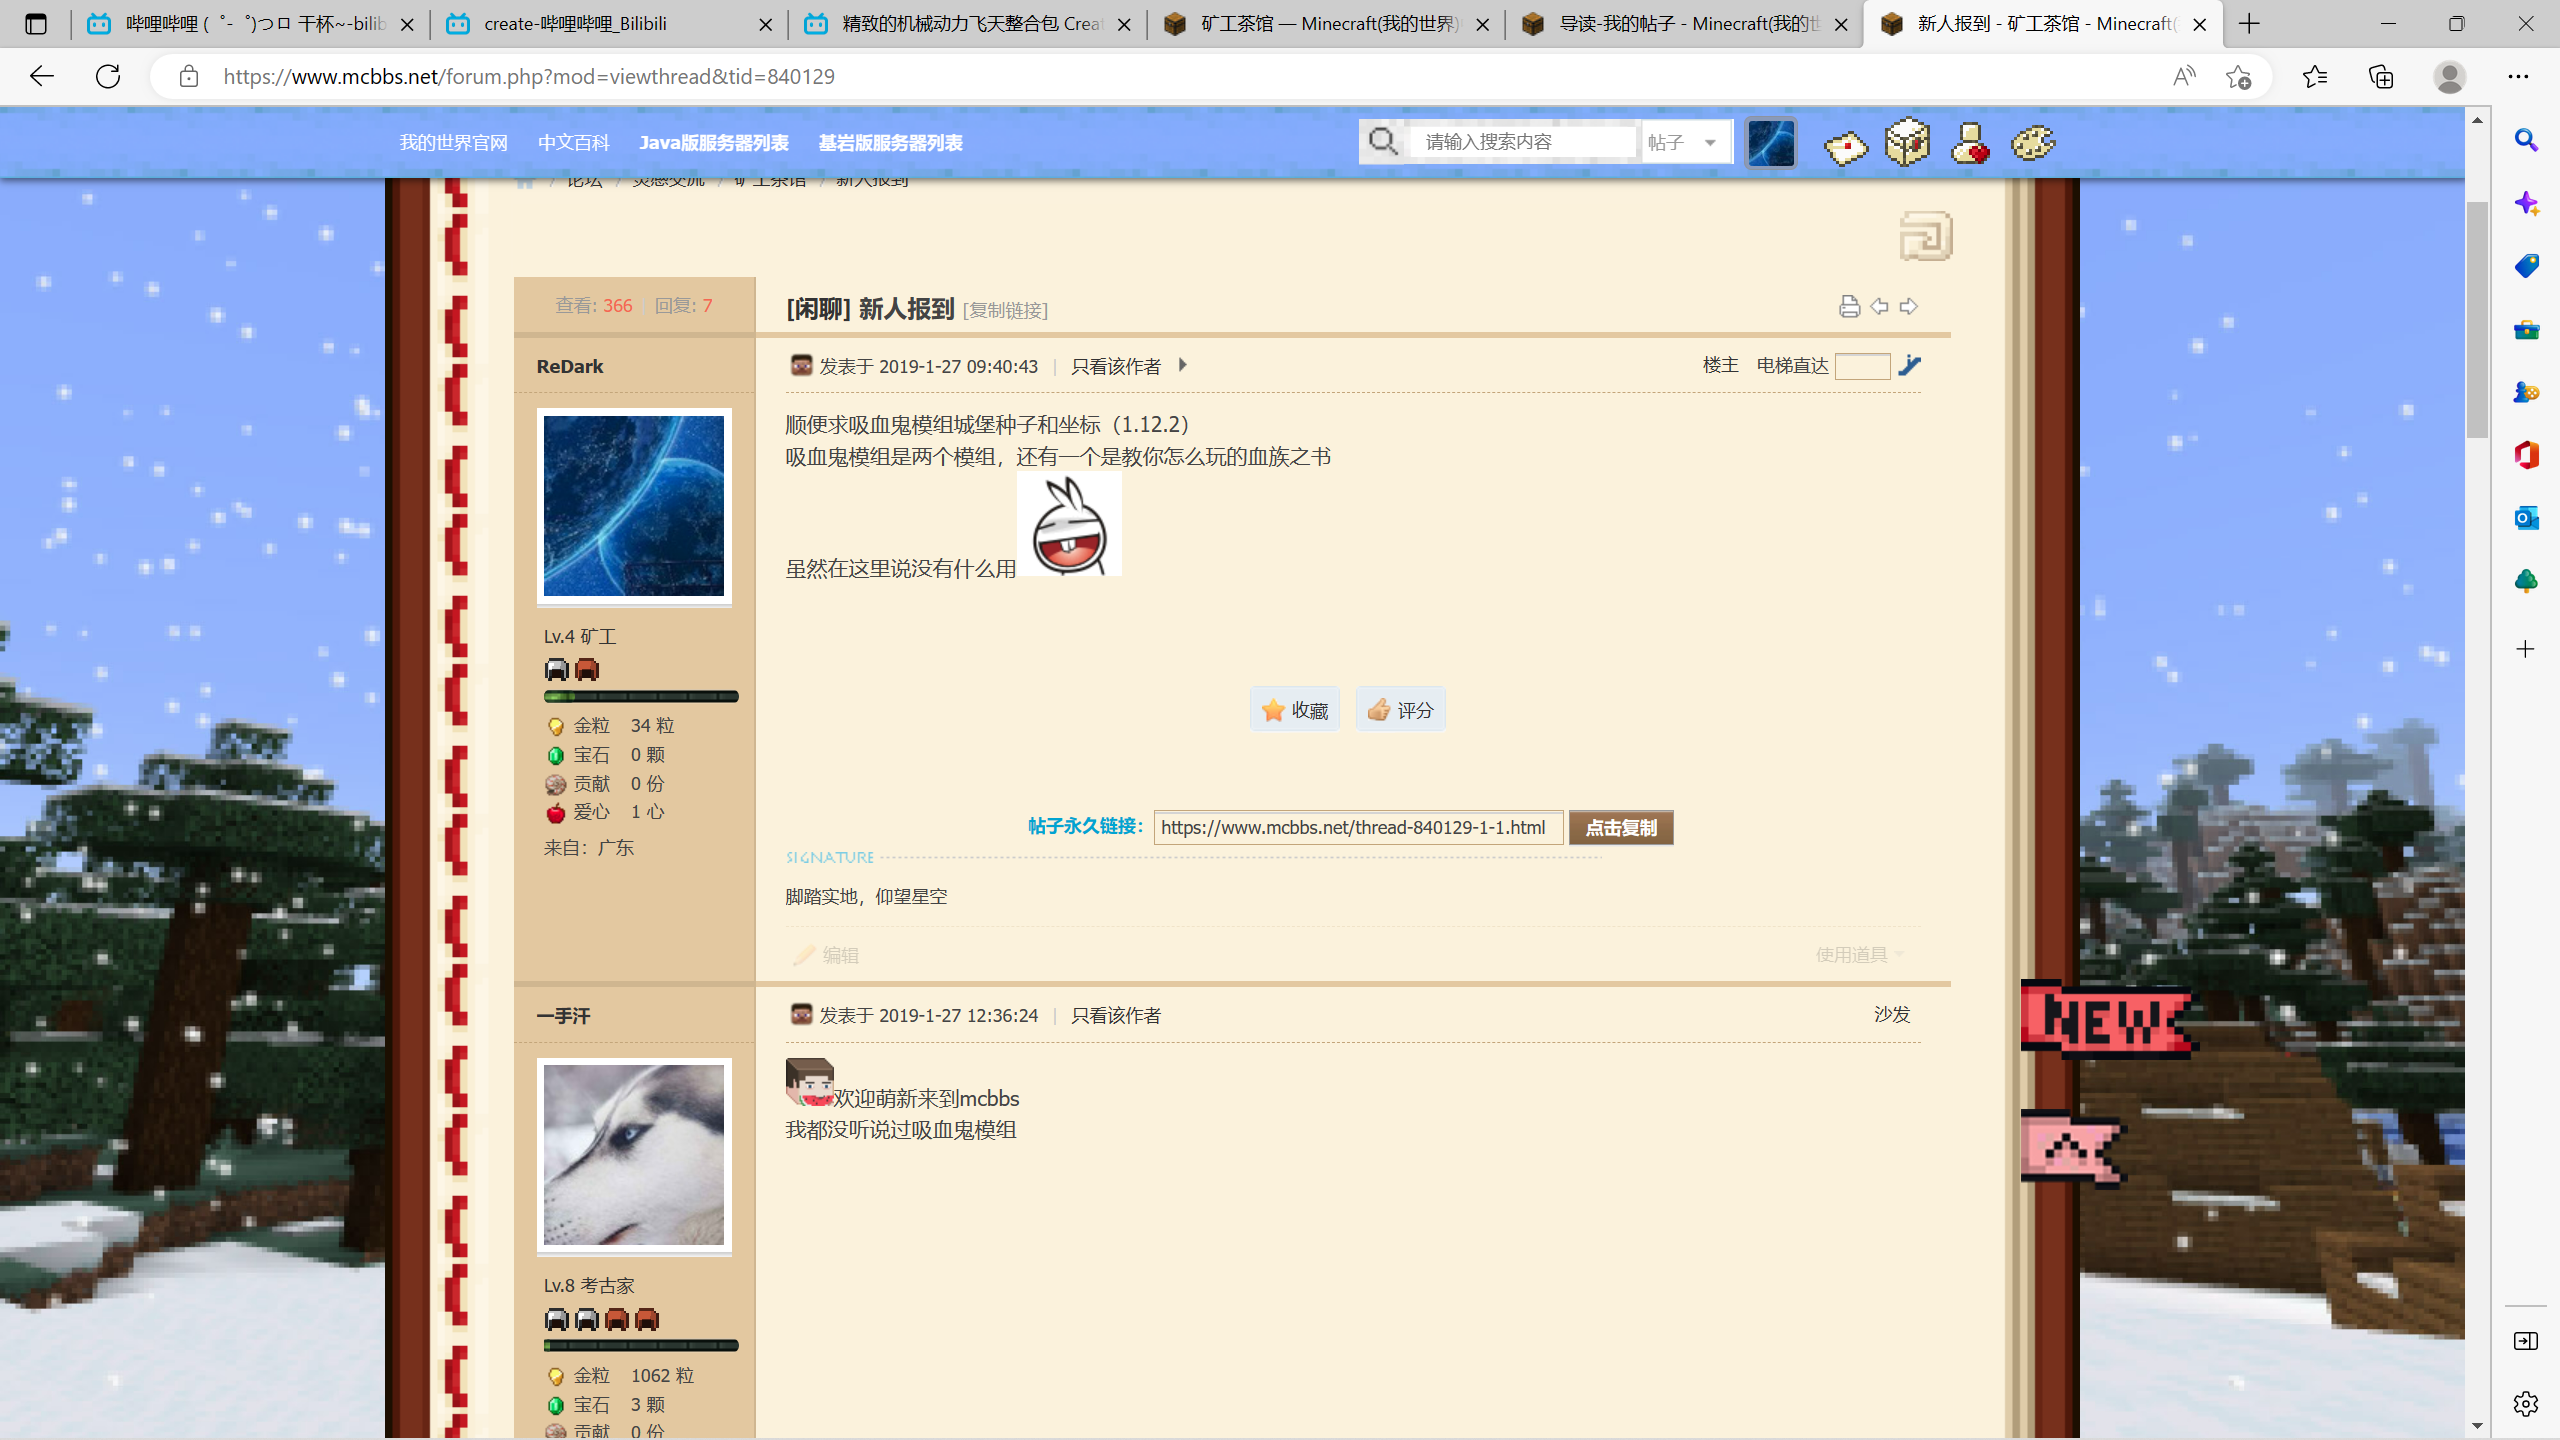 哔哩哔哩 (゜-゜)つロ 干杯~-bilib
create-哔哩哔哩_Bilibili
精致的机械动力飞天整合包 Crea
矿工茶馆 — Minecraft(我的世界)
导读-我的帖子 - Minecraft(我的世
新人报到 - 矿工茶馆 - Minecraft(
https://www.mcbbs.net/forum.php?mod=viewthread&tid=840129
我的世界官网 中文百科 Java版服务器列表 基岩版服务器列表
请输入搜索内容 帖子
/ 论坛 / 灵感交流 / 矿工茶馆 / 新人报到
查看: 366 回复: 7
[闲聊] 新人报到 [复制链接]
ReDark
发表于 2019-1-27 09:40:43 | 只看该作者
楼主 电梯直达
顺便求吸血鬼模组城堡种子和坐标（1.12.2）
吸血鬼模组是两个模组，还有一个是教你怎么玩的血族之书
虽然在这里说没有什么用
Lv.4 矿工
金粒 34 粒
宝石 0 颗
贡献 0 份
爱心 1 心
来自：广东
收藏 评分
帖子永久链接: https://www.mcbbs.net/thread-840129-1-1.html 点击复制
SIGNATURE
脚踏实地，仰望星空
编辑 使用道具
一手汗
发表于 2019-1-27 12:36:24 | 只看该作者
沙发
欢迎萌新来到mcbbs
我都没听说过吸血鬼模组
NEW
Lv.8 考古家
金粒 1062 粒
宝石 3 颗
贡献 0 份